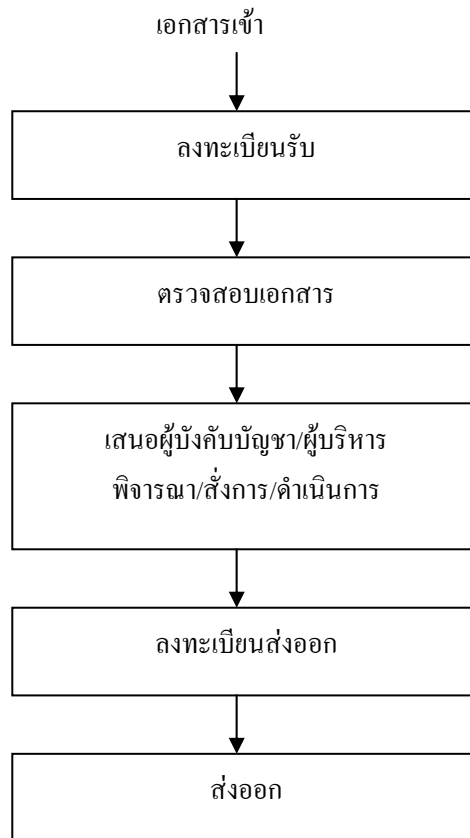 เอกสารเข้า
ลงทะเบียนรับ
ตรวจสอบเอกสาร
เสนอผู้บังคับบัญชา/ผู้บริหาร
พิจารณา/สั่งการ/ดำเนินการ
ลงทะเบียนส่งออก
ส่งออก